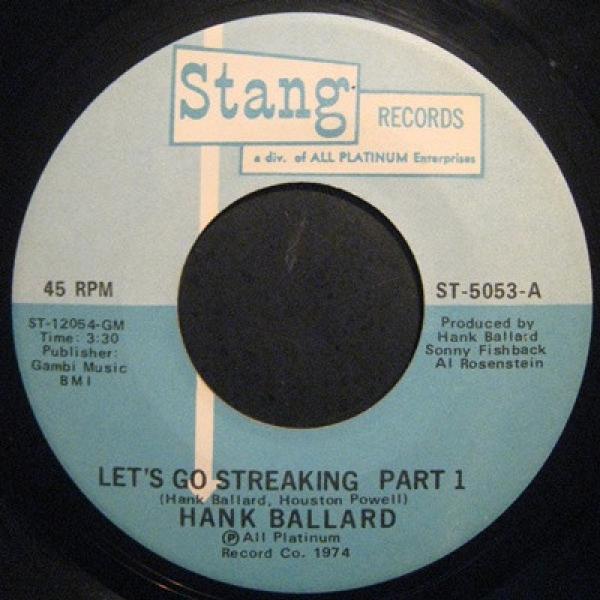 Stang
RECORDS
a div. of ALL PLATINUM Enterprises
45 RPM
ST-5053-A
ST-12054-GM
Time: 3:30
Publisher:
Gambi Music
BMI
Produced by
Hank Ballard
Sonny Fishback
Al Rosenstein
LET'S GO STREAKING PART 1
(Hank Ballard, Houston Powell)
HANK BALLARD
Ⓟ All Platinum
Record Co. 1974